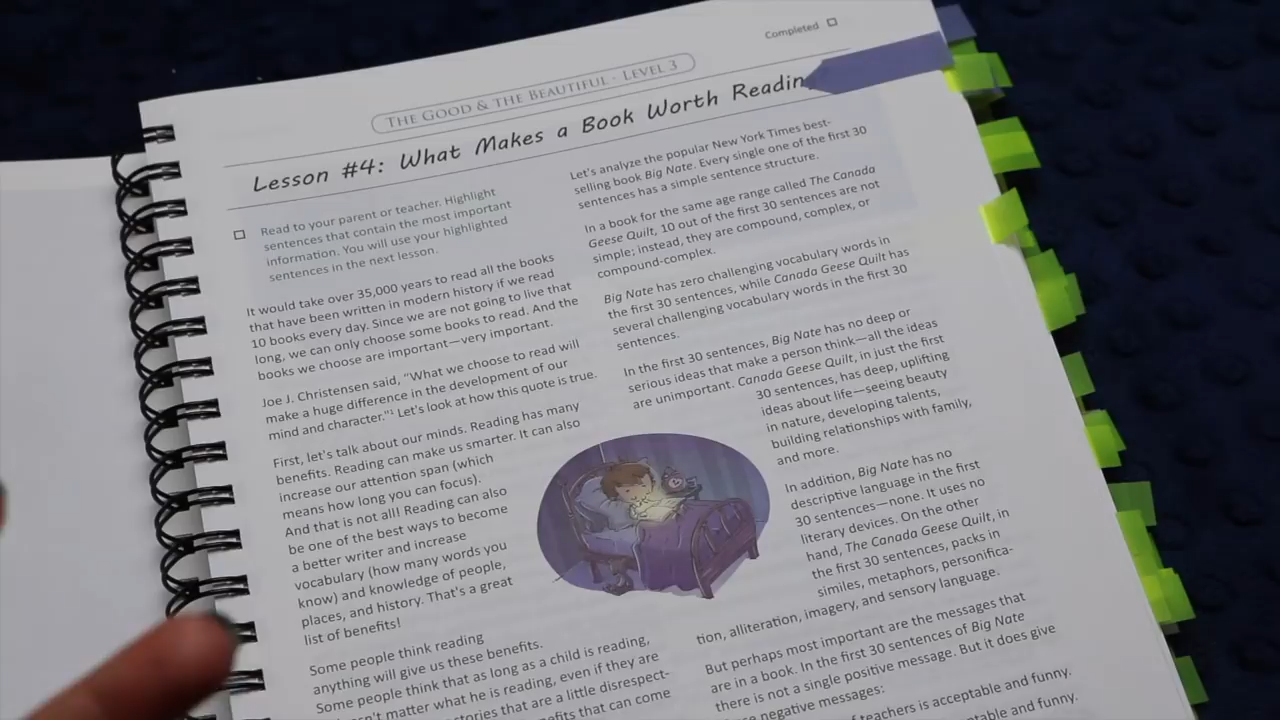 Completed
THE GOOD & THE BEAUTIFUL - LEVEL 3
Lesson #4: What Makes a Book Worth Readin
Read to your parent or teacher. Highlight
sentences that contain the most important
information. You will use your highlighted
sentences in the next lesson.
It would take over 35,000 years to read all the books
that have been written in modern history if we read
10 books every day. Since we are not going to live that
long, we can only choose some books to read. And the
books we choose are important—very important.
Joe J. Christensen said, "What we choose to read will
make a huge difference in the development of our
mind and character."¹ Let's look at how this quote is true.
First, let's talk about our minds. Reading has many
benefits. Reading can make us smarter. It can also
increase our attention span (which
means how long you can focus).
And that is not all! Reading can also
be one of the best ways to become
a better writer and increase
vocabulary (how many words you
know) and knowledge of people,
places, and history. That's a great
list of benefits!
Some people think reading
anything will give us these benefits.
Some people think that as long as a child is reading,
matter what he is reading, even if they are
stories that are a little disrespect-
that can come
Let's analyze the popular New York Times best-
selling book Big Nate. Every single one of the first 30
sentences has a simple sentence structure.
In a book for the same age range called The Canada
Geese Quilt, 10 out of the first 30 sentences are not
simple; instead, they are compound, complex, or
compound-complex.
Big Nate has zero challenging vocabulary words in
the first 30 sentences, while Canada Geese Quilt has
several challenging vocabulary words in the first 30
sentences.
In the first 30 sentences, Big Nate has no deep or
serious ideas that make a person think—all the ideas
are unimportant. Canada Geese Quilt, in just the first
30 sentences, has deep, uplifting
ideas about life—seeing beauty
in nature, developing talents,
building relationships with family,
and more.
In addition, Big Nate has no
descriptive language in the first
30 sentences—none. It uses no
literary devices. On the other
hand, The Canada Geese Quilt, in
the first 30 sentences, packs in
similes, metaphors, personifica-
tion, alliteration, imagery, and sensory language.
But perhaps most important are the messages that
are in a book. In the first 30 sentences of Big Nate
there is not a single positive message. But it does give
negative messages:
of teachers is acceptable and funny.
and funny.